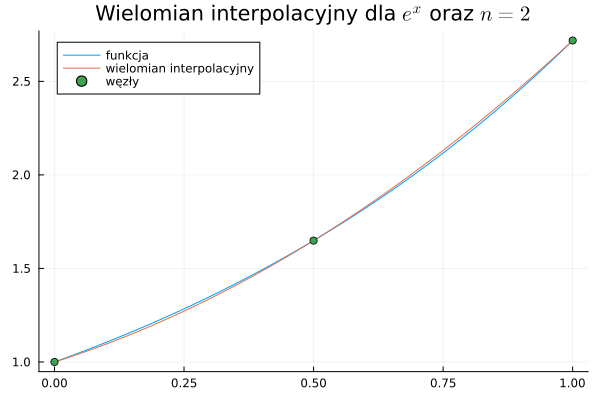 Wielomian interpolacyjny dla $e^x$ oraz $n = 2$
funkcja
wielomian interpolacyjny
węzły
2.5
2.0
1.5
1.0
0.00 0.25 0.50 0.75 1.00